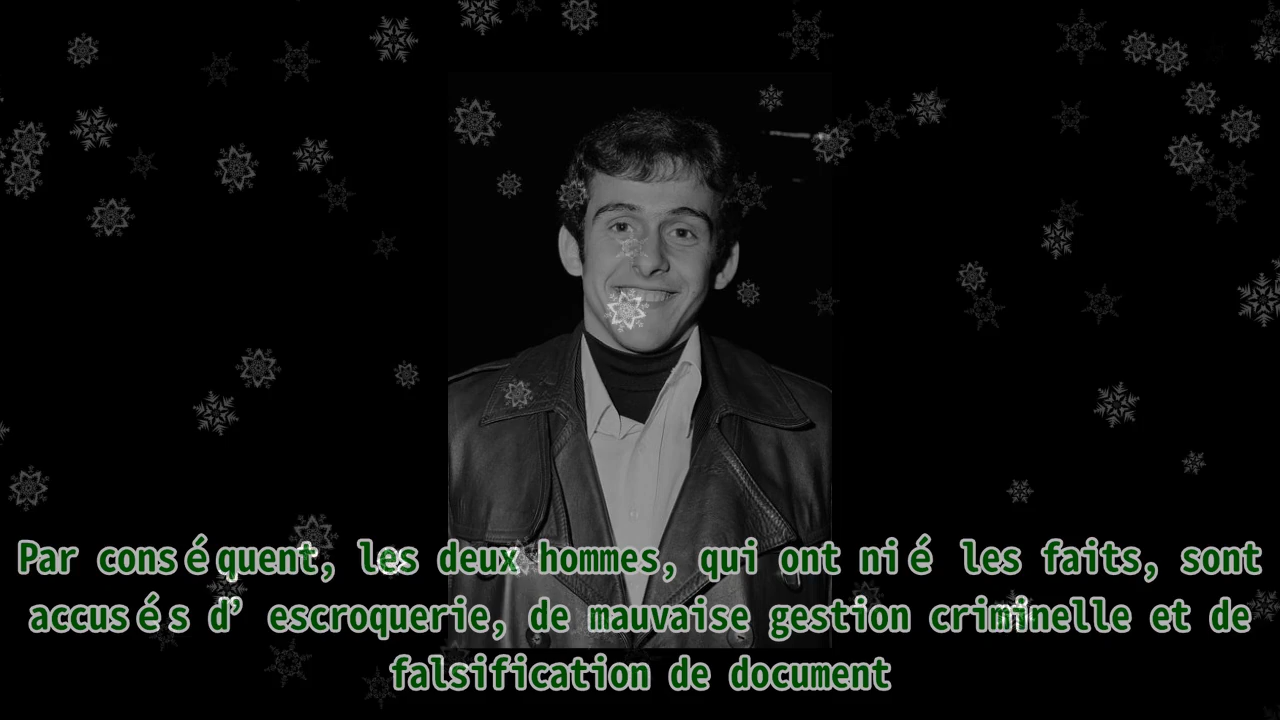 Par conséquent, les deux hommes, qui ont nié les faits, sont
accusés d’ escroquerie, de mauvaise gestion criminelle et de
falsification de document